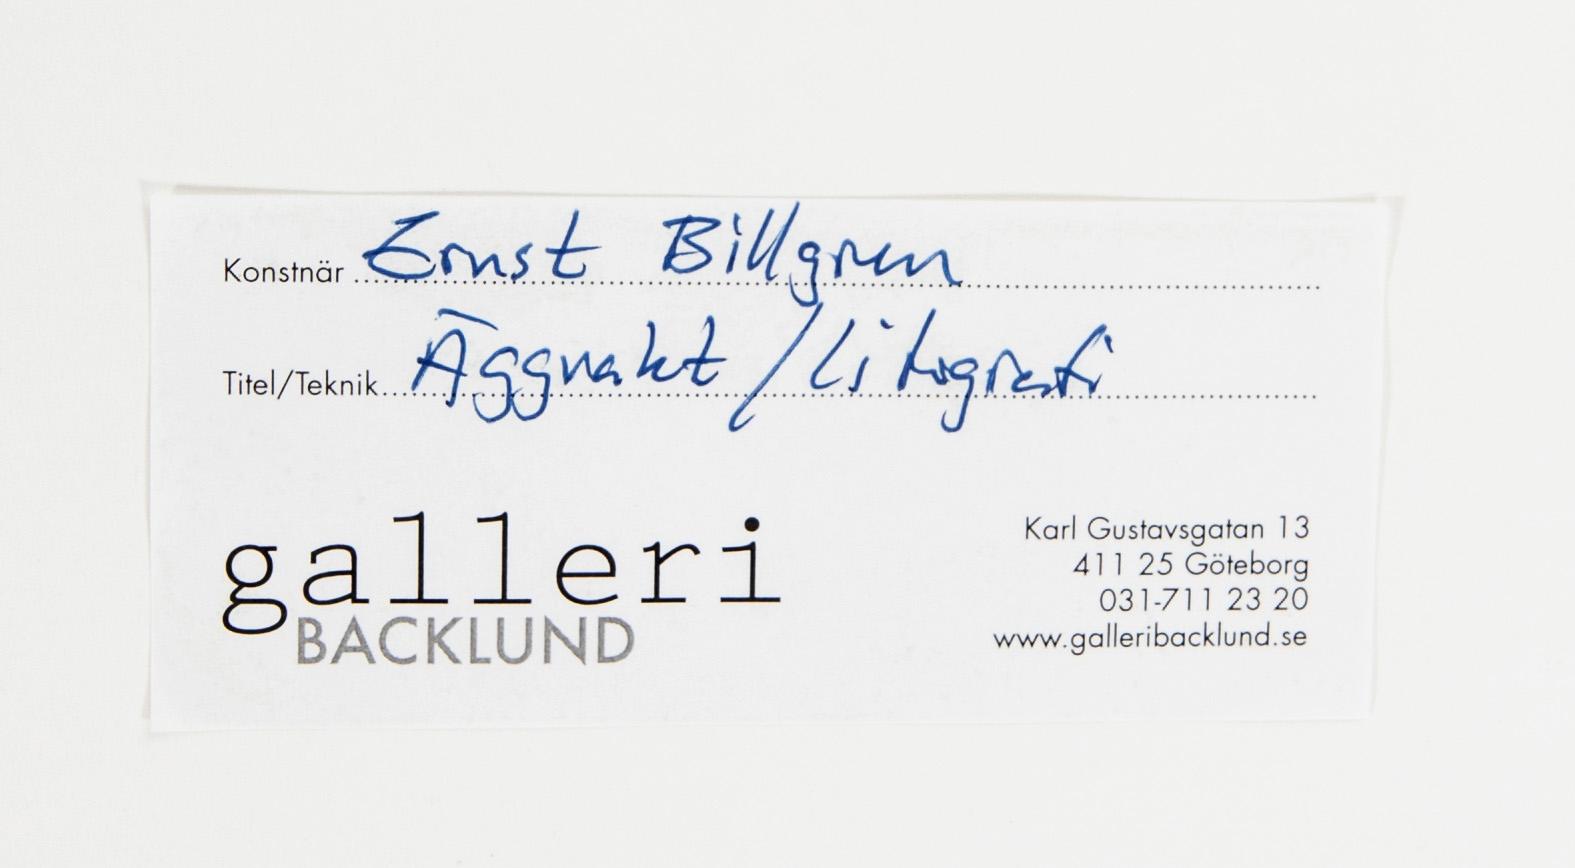 Konstnär Ernst Billgren
Titel/Teknik Äggvakt / Litografi
galleri
BACKLUND
Karl Gustavsgatan 13
411 25 Göteborg
031-711 23 20
www.galleribacklund.se